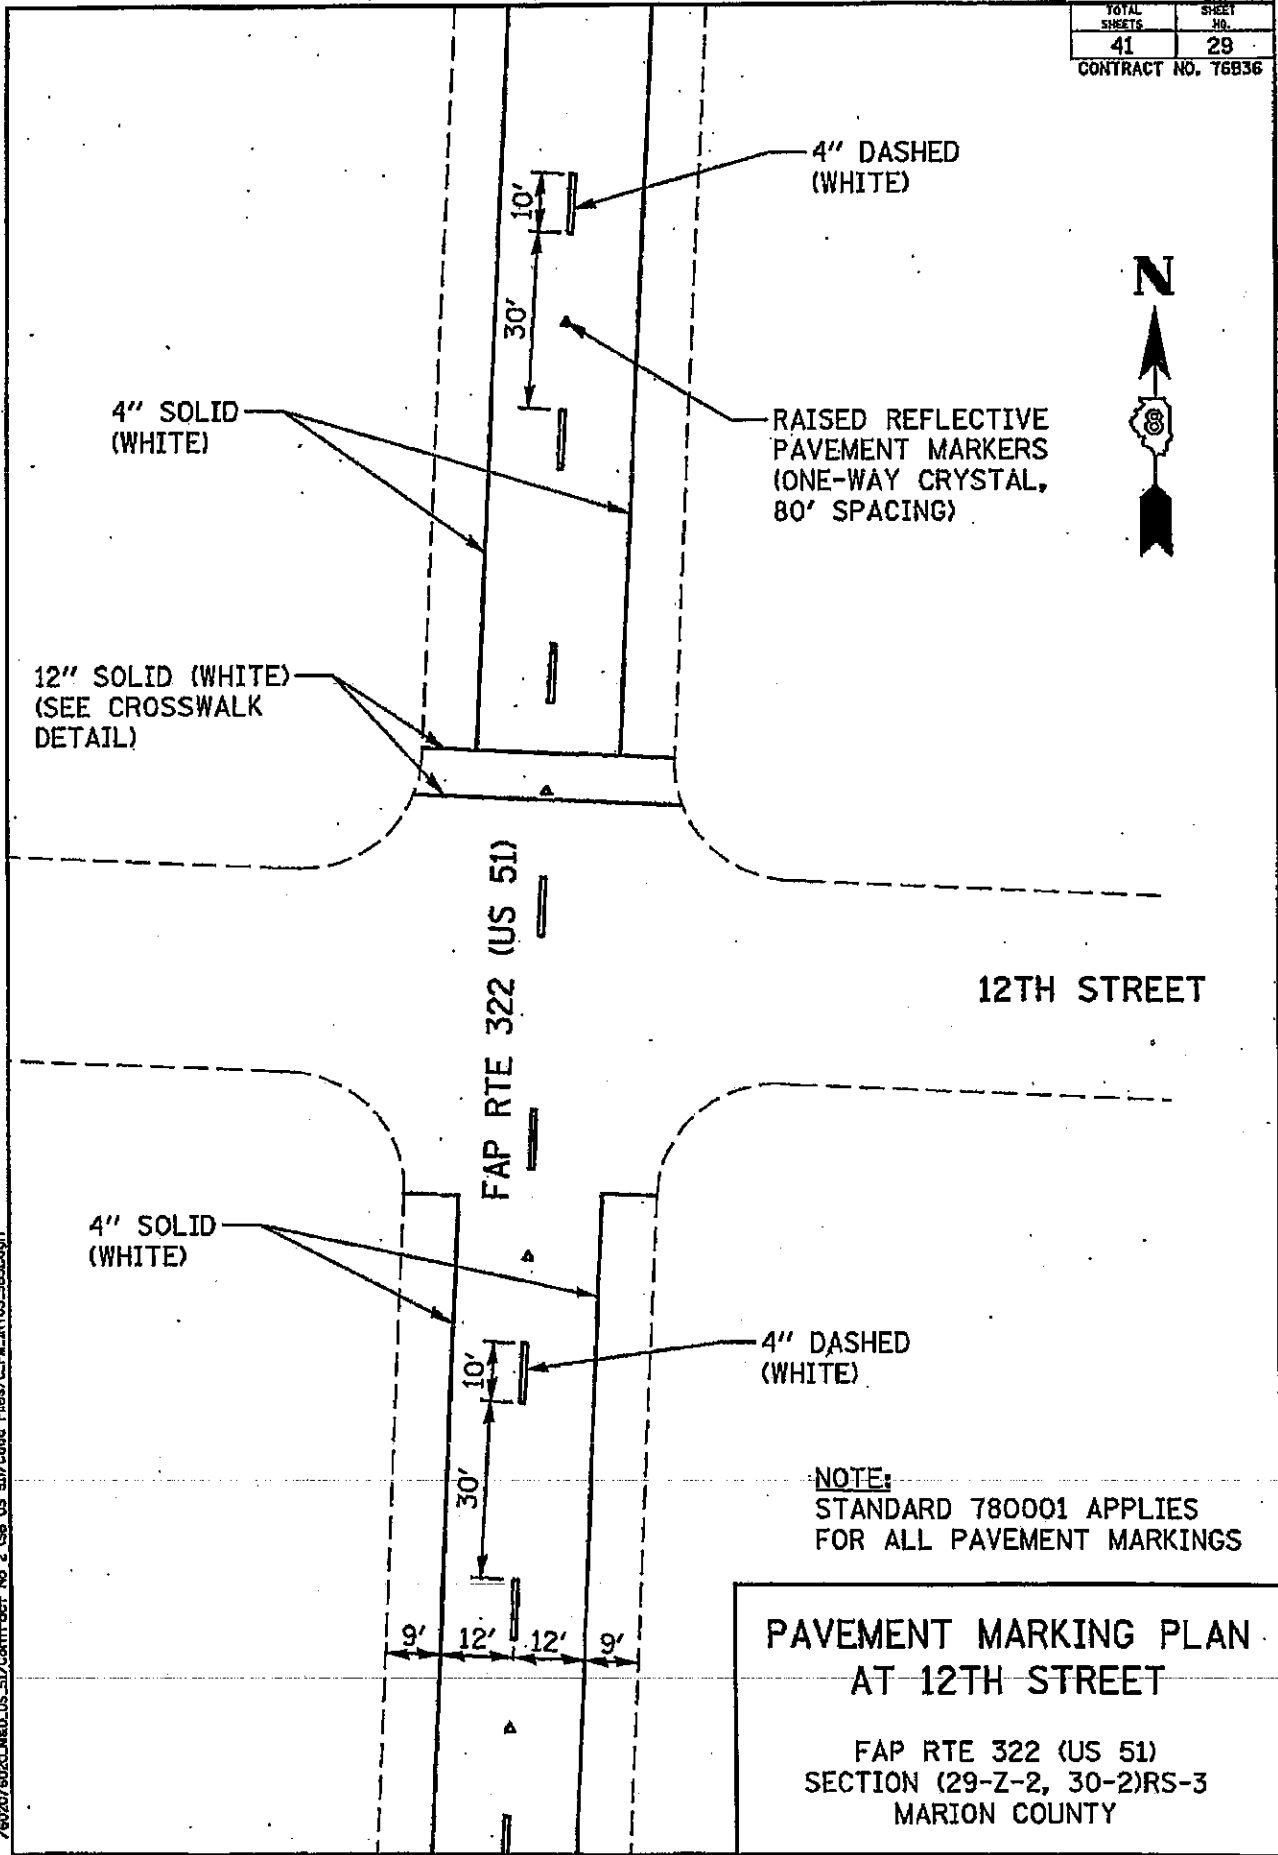 TOTAL SHEETS
SHEET NO.
41
29
CONTRACT NO. 76B36
4" DASHED
(WHITE)
10'
30'
N
8
4" SOLID
(WHITE)
RAISED REFLECTIVE
PAVEMENT MARKERS
(ONE-WAY CRYSTAL,
80' SPACING)
12" SOLID (WHITE)
(SEE CROSSWALK
DETAIL)
FAP RTE 322 (US 51)
12TH STREET
4" SOLID
(WHITE)
10'
4" DASHED
(WHITE)
30'
NOTE:
STANDARD 780001 APPLIES
FOR ALL PAVEMENT MARKINGS
9'
12'
12'
9'
PAVEMENT MARKING PLAN
AT 12TH STREET
FAP RTE 322 (US 51)
SECTION (29-Z-2, 30-2)RS-3
MARION COUNTY